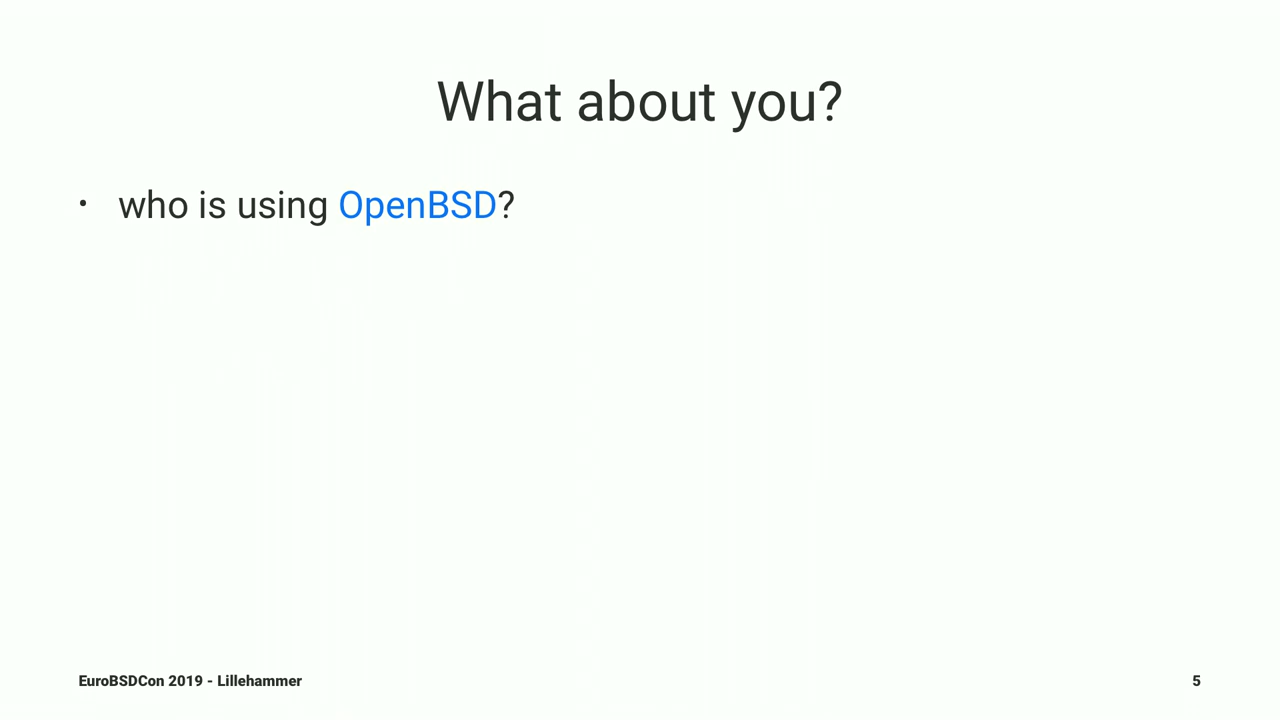 What about you?
• who is using OpenBSD?
EuroBSDCon 2019 - Lillehammer
5